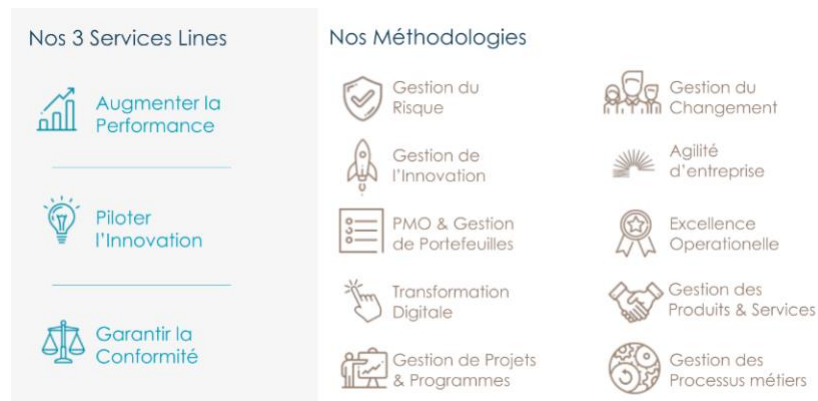 Nos 3 Services Lines
Augmenter la
Performance
Piloter
l'Innovation
Garantir la
Conformité
Nos Méthodologies
Gestion du
Risque
Gestion de
l'Innovation
PMO & Gestion
de Portefeuilles
Transformation
Digitale
Gestion de Projets
& Programmes
Gestion du
Changement
Agilité
d'entreprise
Excellence
Operationelle
Gestion des
Produits & Services
Gestion des
Processus métiers